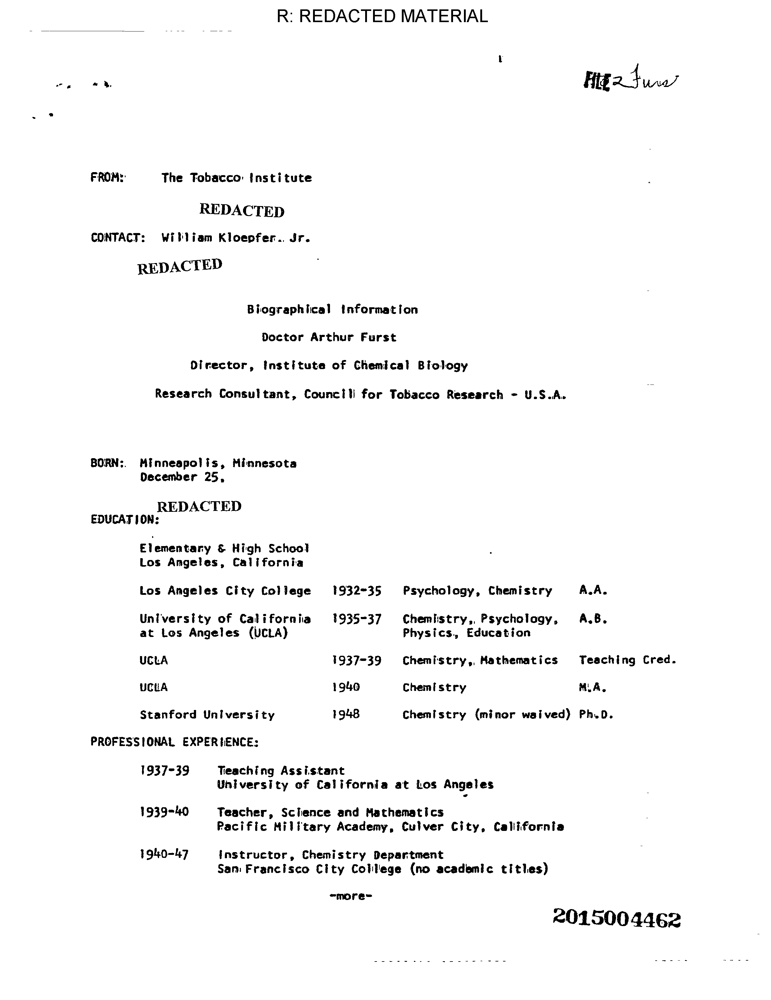 R: REDACTED MATERIAL
Furst
FROM: The Tobacco Institute
REDACTED
CONTACT: William Kloepfer. Jr.
REDACTED
Biographical Information
Doctor Arthur Furst
Director, Institute of Chemical Biology
Research Consultant, Council for Tobacco Research - U.S.A.
BORN: Minneapolis, Minnesota
December 25,
REDACTED
EDUCATION:
Elementary & High School
Los Angeles, California
Los Angeles City College 1932-35 Psychology, Chemistry A.A.
University of California 1935-37 Chemistry, Psychology, A.B.
at Los Angeles (UCLA) Physics, Education
UCLA 1937-39 Chemistry, Mathematics Teaching Cred.
UCLA 1940 Chemistry M.A.
Stanford University 1948 Chemistry (minor waived) Ph.D.
PROFESSIONAL EXPERIENCE:
1937-39 Teaching Assistant
University of California at Los Angeles
1939-40 Teacher, Science and Mathematics
Pacific Military Academy, Culver City, California
1940-47 Instructor, Chemistry Department
San Francisco City College (no academic titles)
-more-
2015004462